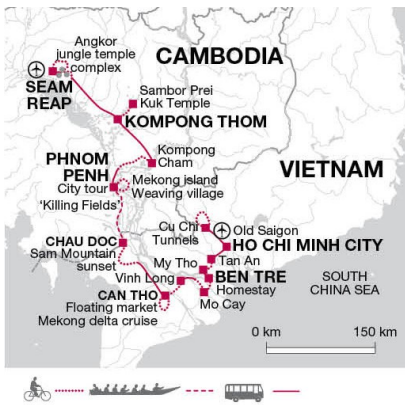 Angkor
jungle temple
complex
CAMBODIA
SEAM
REAP
Sambor Prei
Kuk Temple
KOMPONG THOM
Kompong
Cham
PHNOM
PENH
City tour
'Killing Fields'
Mekong island
Weaving village
VIETNAM
Cu Chi
Tunnels
Old Saigon
HO CHI MINH CITY
CHAU DOC
Sam Mountain
sunset
My Tho
Tan An
Vinh Long
BEN TRE
Homestay
Mo Cay
CAN THO
Floating market
Mekong delta cruise
SOUTH
CHINA SEA
0 km
150 km